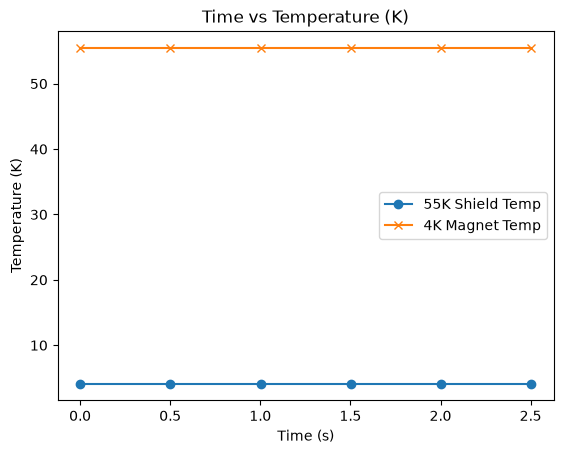 Time vs Temperature (K)
Temperature (K)
50
40
30
20
10
55K Shield Temp
4K Magnet Temp
0.0 0.5 1.0 1.5 2.0 2.5
Time (s)